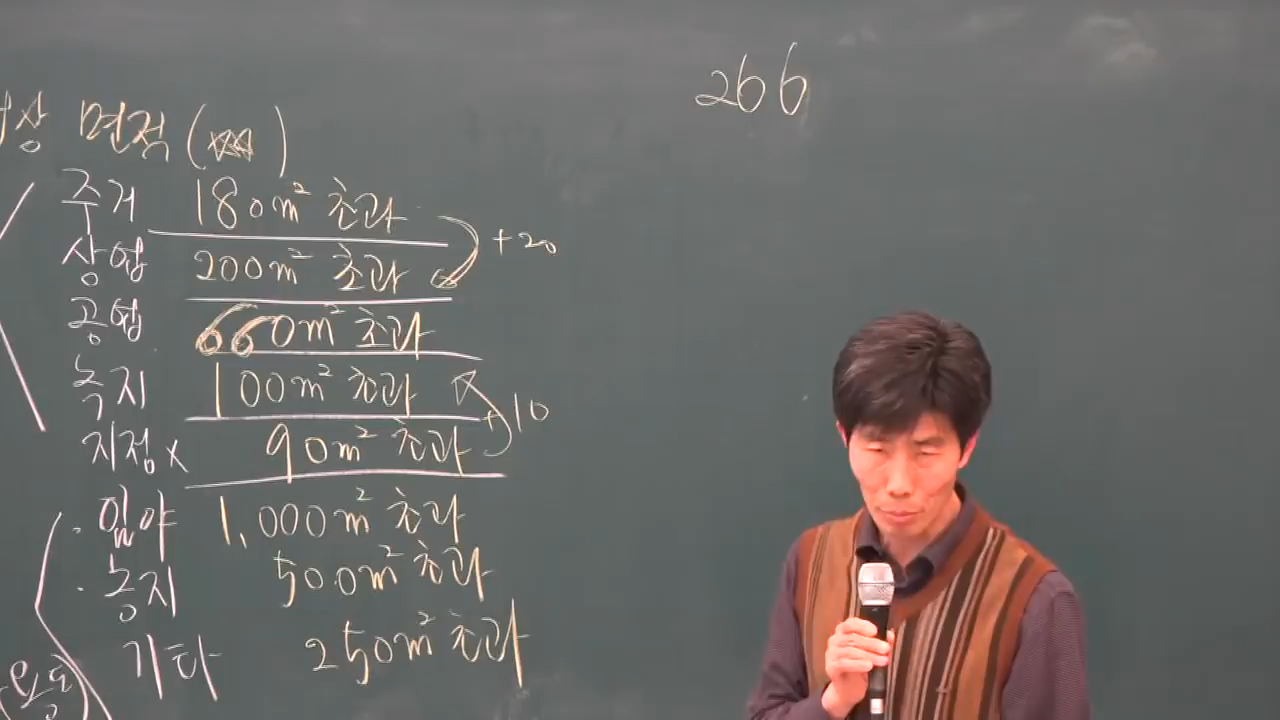 266
상 면적 (
주거 180m² 초과
+20
상업 200m² 초과
공업 660m² 초과
녹지 100m² 초과
+10
지정× 90m² 초과
· 임야 1,000m² 초과
· 농지 500m² 초과
기타 250m² 초과